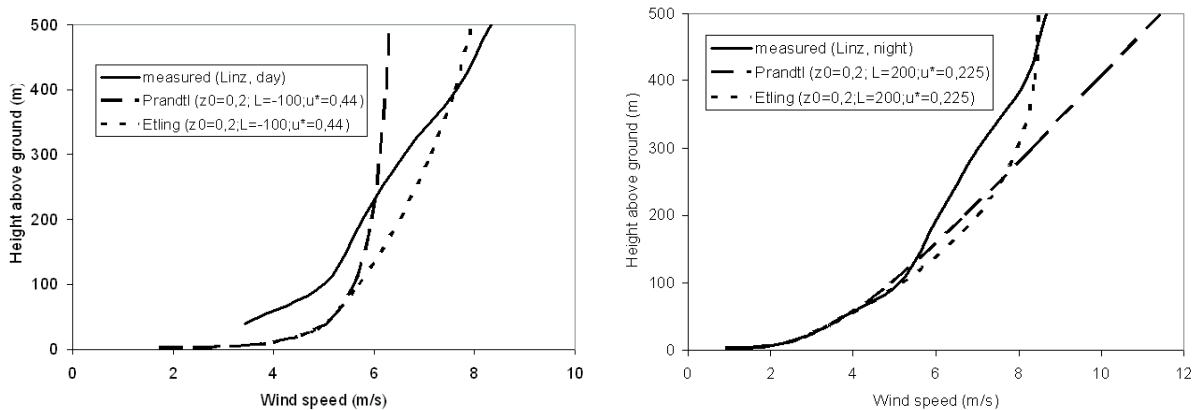 500
400
300
200
100
0
Height above ground (m)
measured (Linz, day)
Prandtl (z0=0,2; L=-100;u*=0,44)
Etling (z0=0,2;L=-100;u*=0,44)
0 2 4 6 8 10
Wind speed (m/s)
500
400
300
200
100
0
Height above ground (m)
measured (Linz, night)
Prandtl (z0=0,2; L=200;u*=0,225)
Etling (z0=0,2;L=200;u*=0,225)
0 2 4 6 8 10 12
Wind speed (m/s)